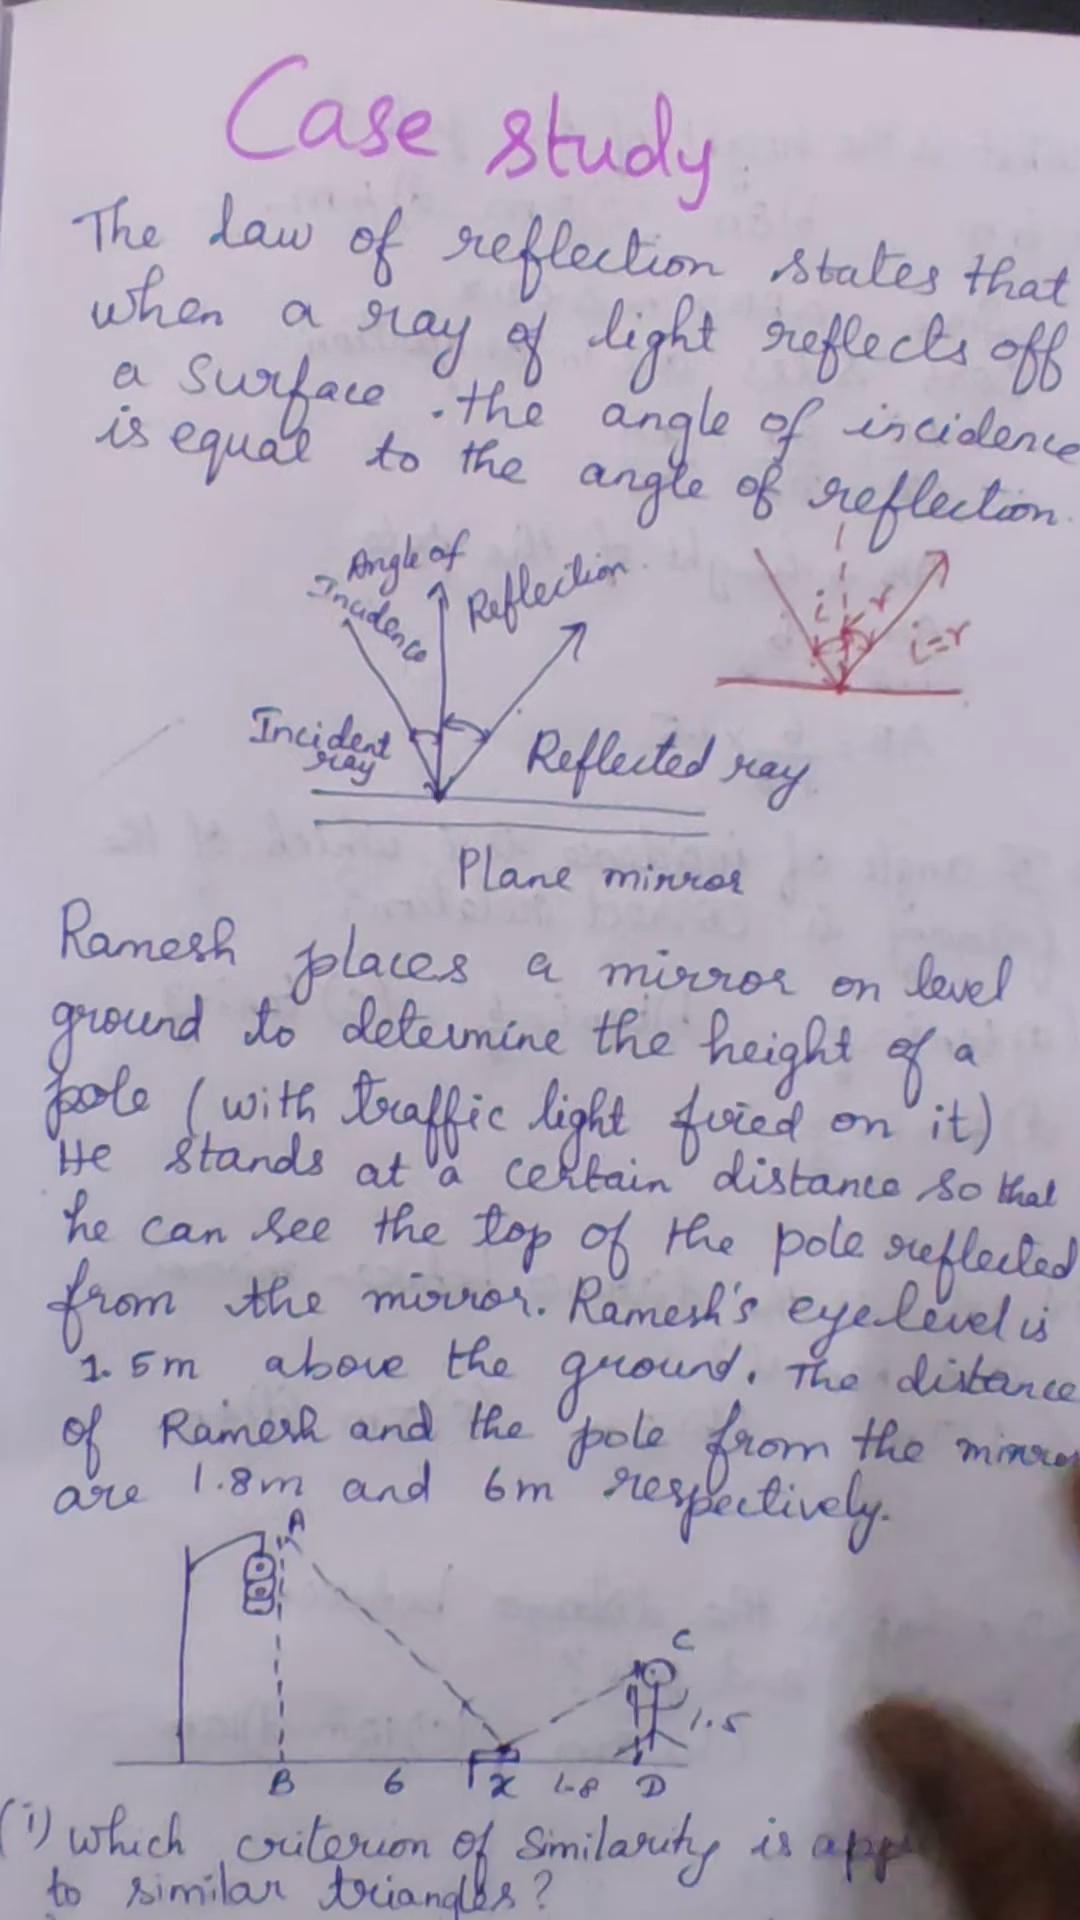 Case study
The law of reflection states that
when a ray of light reflects off
a surface. the angle of incidence
is equal to the angle of reflection.
Angle of
Incidence
Reflection
i
r
i=r
Incident
ray
Reflected ray
Plane mirror
Ramesh places a mirror on level
ground to determine the height of a
pole (with traffic light fired on it)
He stands at a certain distance so that
he can see the top of the pole reflected
from the mirror. Ramesh's eye level is
1.5m above the ground. The distance
of Ramesh and the pole from the mirror
are 1.8m and 6m respectively.
A
C
1.5
B 6 X 1.8 D
(i) which criterion of similarity is
to similar triangles?